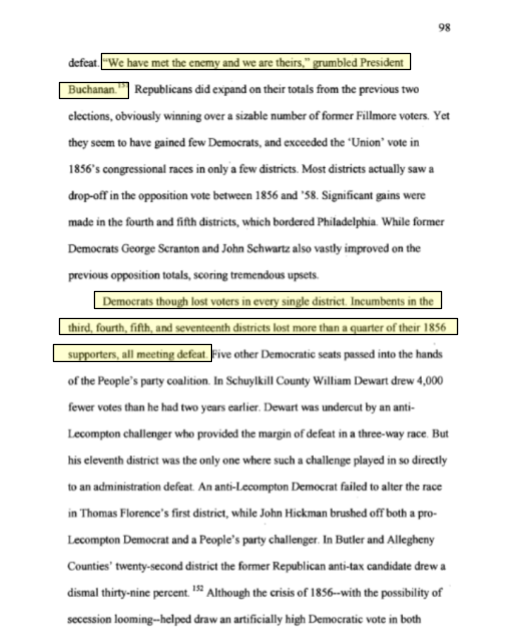 98
defeat. “We have met the enemy and we are theirs,” grumbled President
Buchanan.¹⁵¹ Republicans did expand on their totals from the previous two
elections, obviously winning over a sizable number of former Fillmore voters. Yet
they seem to have gained few Democrats, and exceeded the ‘Union’ vote in
1856’s congressional races in only a few districts. Most districts actually saw a
drop-off in the opposition vote between 1856 and ’58. Significant gains were
made in the fourth and fifth districts, which bordered Philadelphia. While former
Democrats George Scranton and John Schwartz also vastly improved on the
previous opposition totals, scoring tremendous upsets.
Democrats though lost voters in every single district. Incumbents in the
third, fourth, fifth, and seventeenth districts lost more than a quarter of their 1856
supporters, all meeting defeat. Five other Democratic seats passed into the hands
of the People’s party coalition. In Schuylkill County William Dewart drew 4,000
fewer votes than he had two years earlier. Dewart was undercut by an anti-
Lecompton challenger who provided the margin of defeat in a three-way race. But
his eleventh district was the only one where such a challenge played in so directly
to an administration defeat. An anti-Lecompton Democrat failed to alter the race
in Thomas Florence’s first district, while John Hickman brushed off both a pro-
Lecompton Democrat and a People’s party challenger. In Butler and Allegheny
Counties’ twenty-second district the former Republican anti-tax candidate drew a
dismal thirty-nine percent. ¹⁵² Although the crisis of 1856--with the possibility of
secession looming--helped draw an artificially high Democratic vote in both